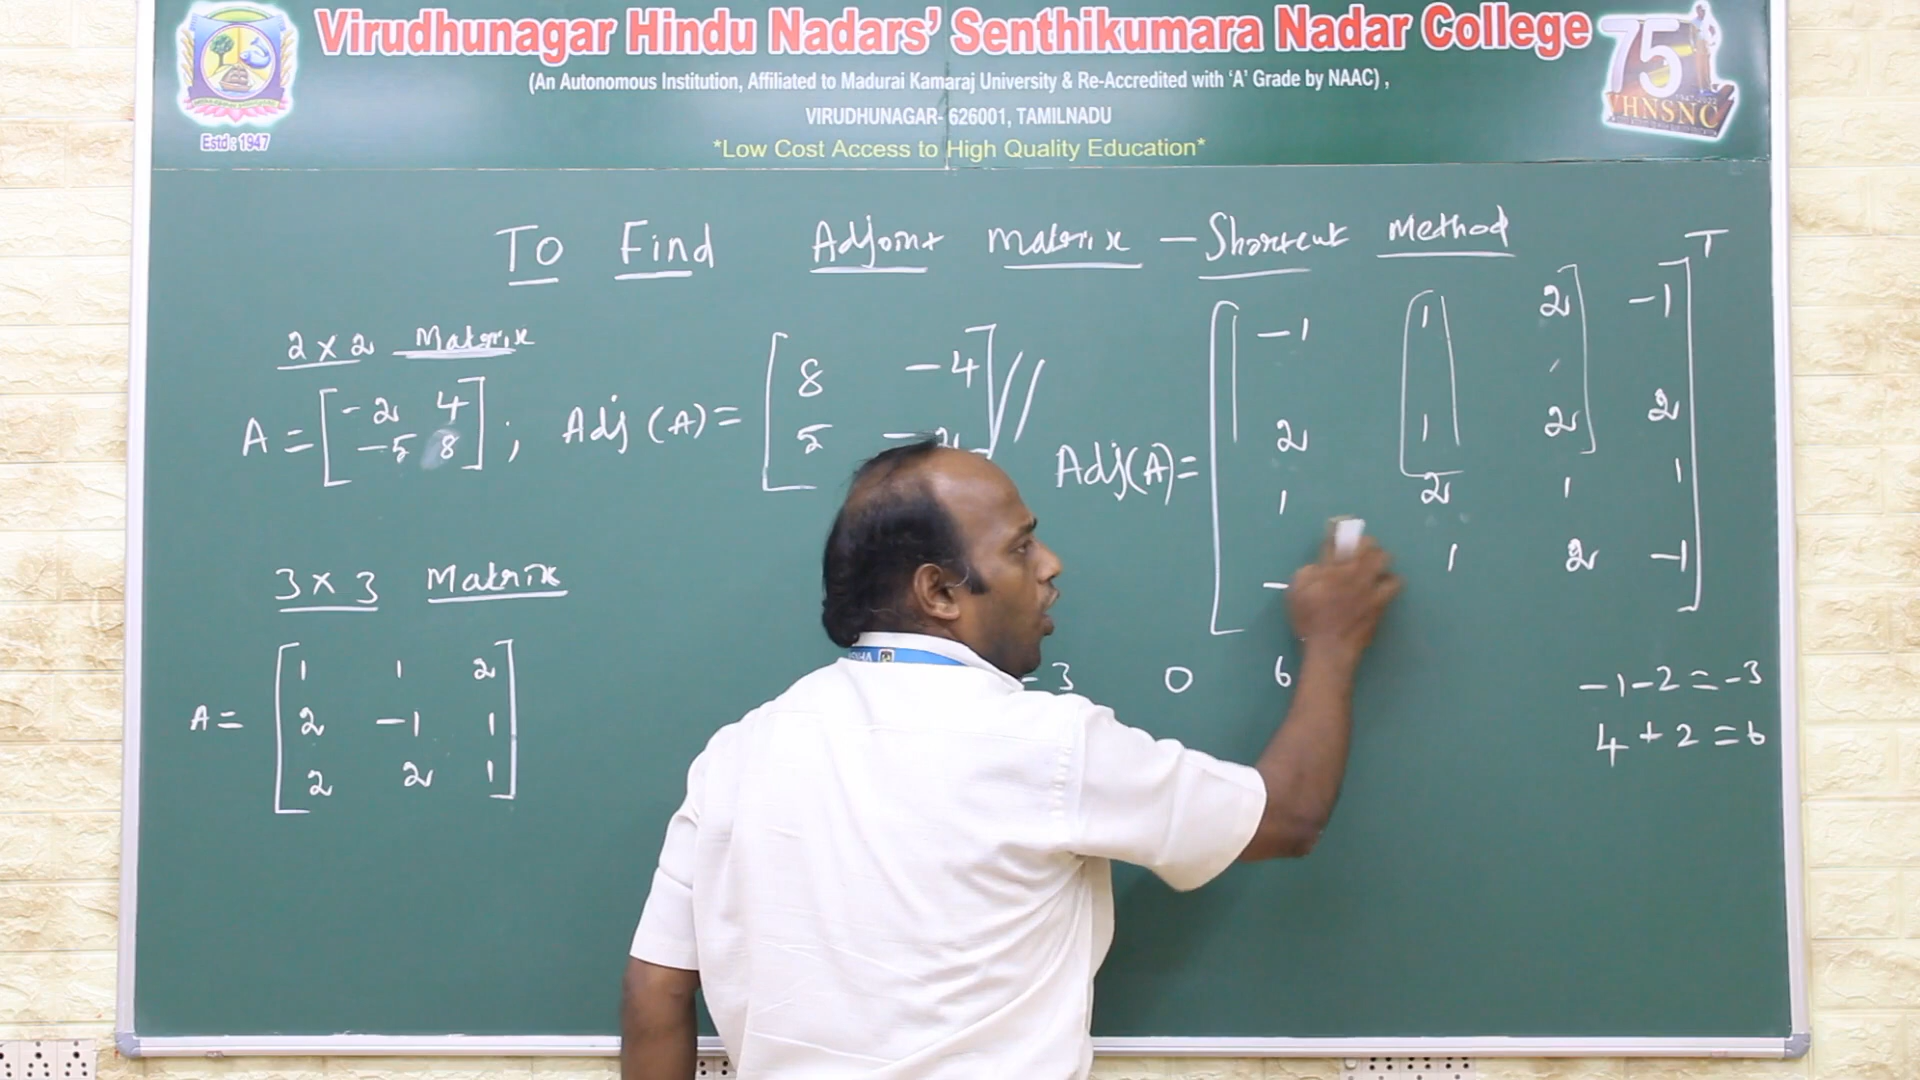 Virudhunagar Hindu Nadars' Senthikumara Nadar College
(An Autonomous Institution, Affiliated to Madurai Kamaraj University & Re-Accredited with 'A' Grade by NAAC) ,
VIRUDHUNAGAR- 626001, TAMILNADU
*Low Cost Access to High Quality Education*
Estd : 1947
75
VHNSNC
To Find Adjoint Matrix - Shortcut Method
2 x 2 Matrix
A = [ -2 4
-5 8 ] ; Adj (A) = [ 8 -4
5 -2 ] //
3 x 3 Matrix
A = [ 1 1 2
2 -1 1
2 2 1 ]
Adj(A) = [ -1 1 2 -1
2 1 2 2
1 2 1 1
- 1 2 -1 ] T
-3 0 6
-1-2 = -3
4 + 2 = 6